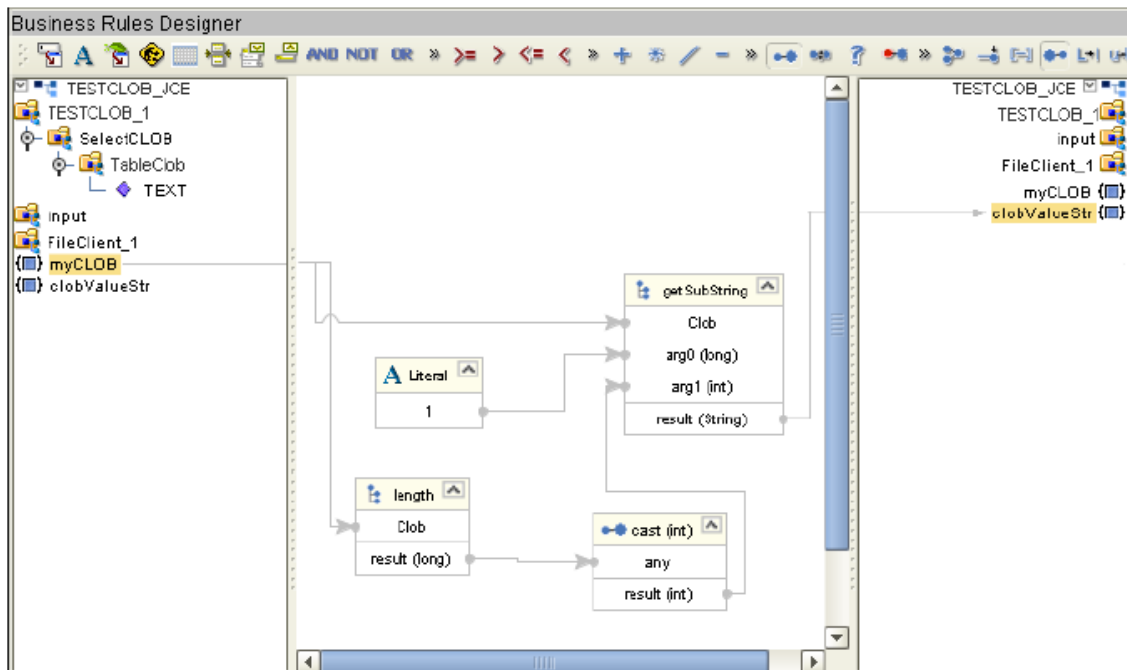 Business Rules Designer
AND NOT OR » >= > <= < » + / - » ? » »
TESTCLOB_JCE
TESTCLOB_1
SelectCLOB
TableClob
TEXT
input
FileClient_1
myCLOB
clobValueStr
getSubString
Clob
arg0 (long)
arg1 (int)
result (String)
A Literal
1
length
Clob
result (long)
cast (int)
any
result (int)
TESTCLOB_JCE
TESTCLOB_1
input
FileClient_1
myCLOB
clobValueStr